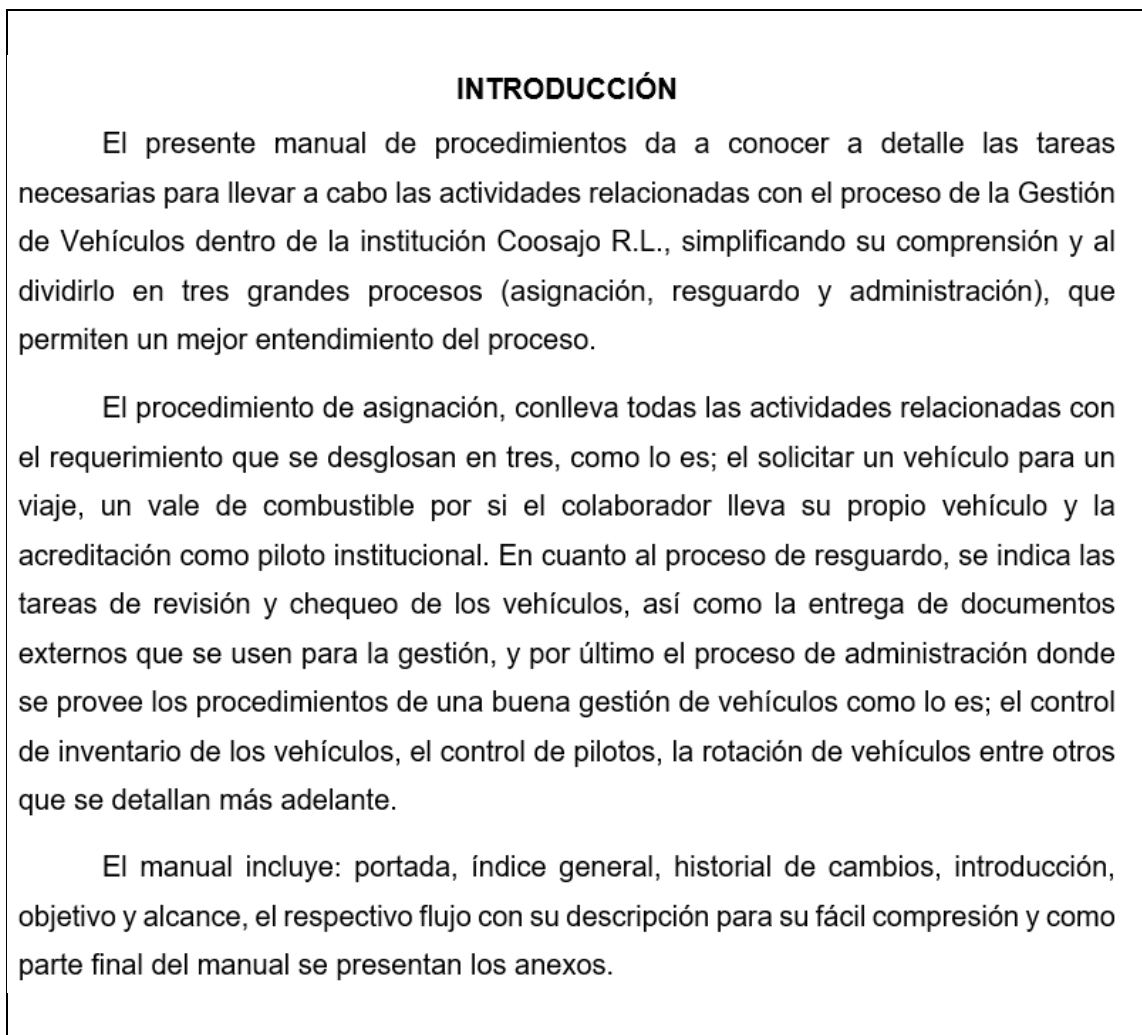 INTRODUCCIÓN
El presente manual de procedimientos da a conocer a detalle las tareas
necesarias para llevar a cabo las actividades relacionadas con el proceso de la Gestión
de Vehículos dentro de la institución Coosajo R.L., simplificando su comprensión y al
dividirlo en tres grandes procesos (asignación, resguardo y administración), que
permiten un mejor entendimiento del proceso.
El procedimiento de asignación, conlleva todas las actividades relacionadas con
el requerimiento que se desglosan en tres, como lo es; el solicitar un vehículo para un
viaje, un vale de combustible por si el colaborador lleva su propio vehículo y la
acreditación como piloto institucional. En cuanto al proceso de resguardo, se indica las
tareas de revisión y chequeo de los vehículos, así como la entrega de documentos
externos que se usen para la gestión, y por último el proceso de administración donde
se provee los procedimientos de una buena gestión de vehículos como lo es; el control
de inventario de los vehículos, el control de pilotos, la rotación de vehículos entre otros
que se detallan más adelante.
El manual incluye: portada, índice general, historial de cambios, introducción,
objetivo y alcance, el respectivo flujo con su descripción para su fácil compresión y como
parte final del manual se presentan los anexos.